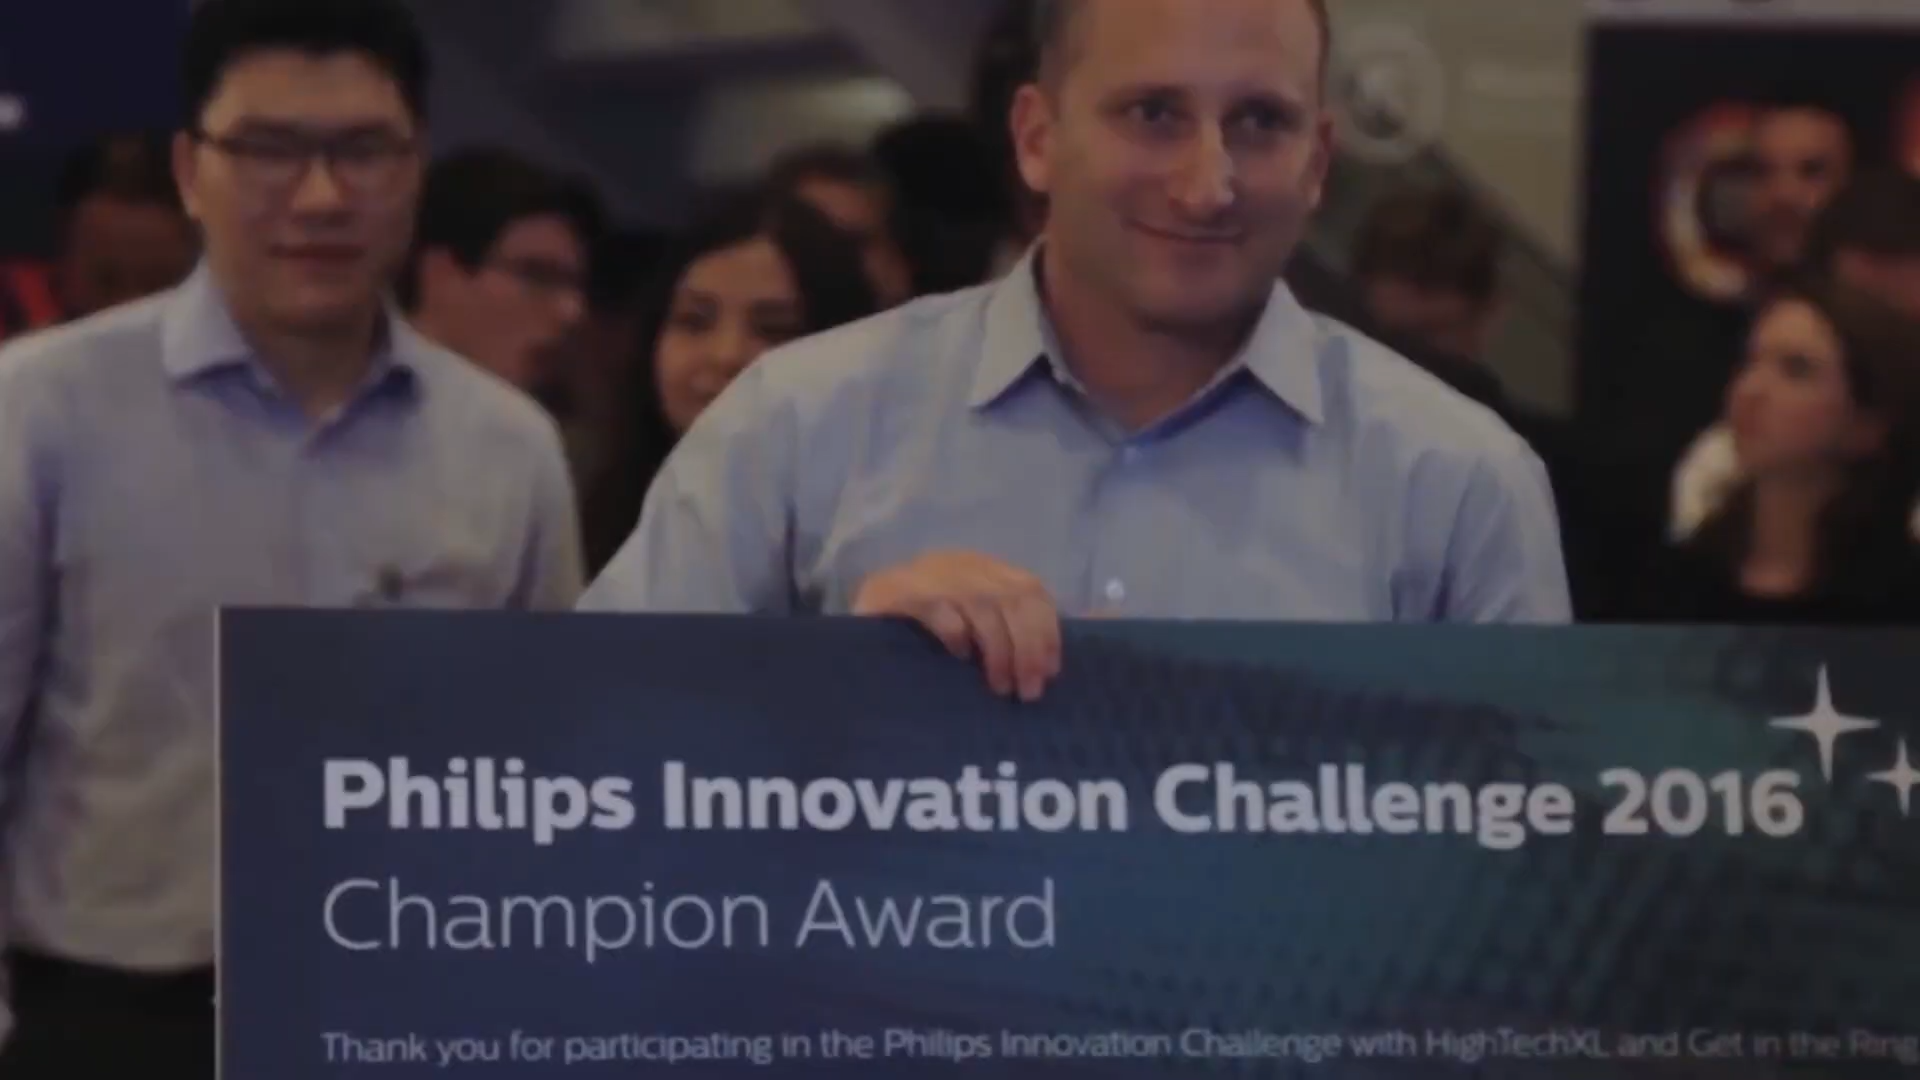 Philips Innovation Challenge 2016
Champion Award
Thank you for participating in the Philips Innovation Challenge with HighTechXL and Get in the Ring